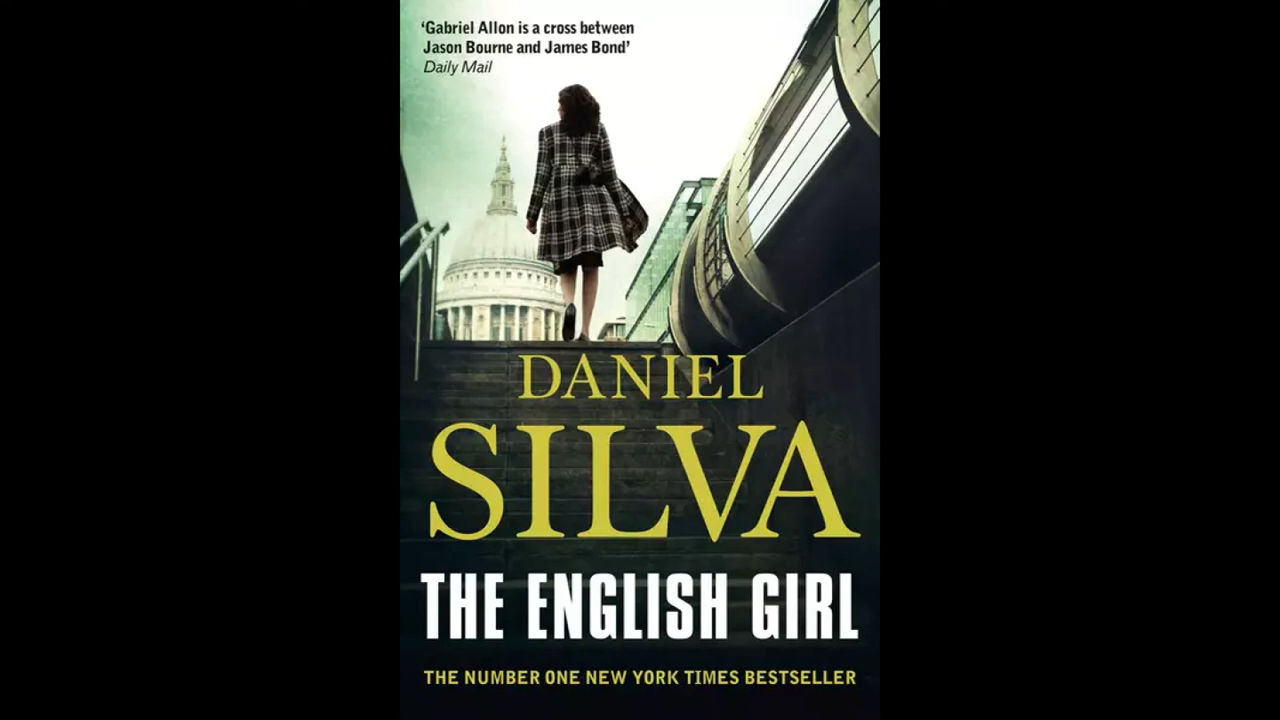 ‘Gabriel Allon is a cross between
Jason Bourne and James Bond’
Daily Mail
DANIEL
SILVA
THE ENGLISH GIRL
THE NUMBER ONE NEW YORK TIMES BESTSELLER